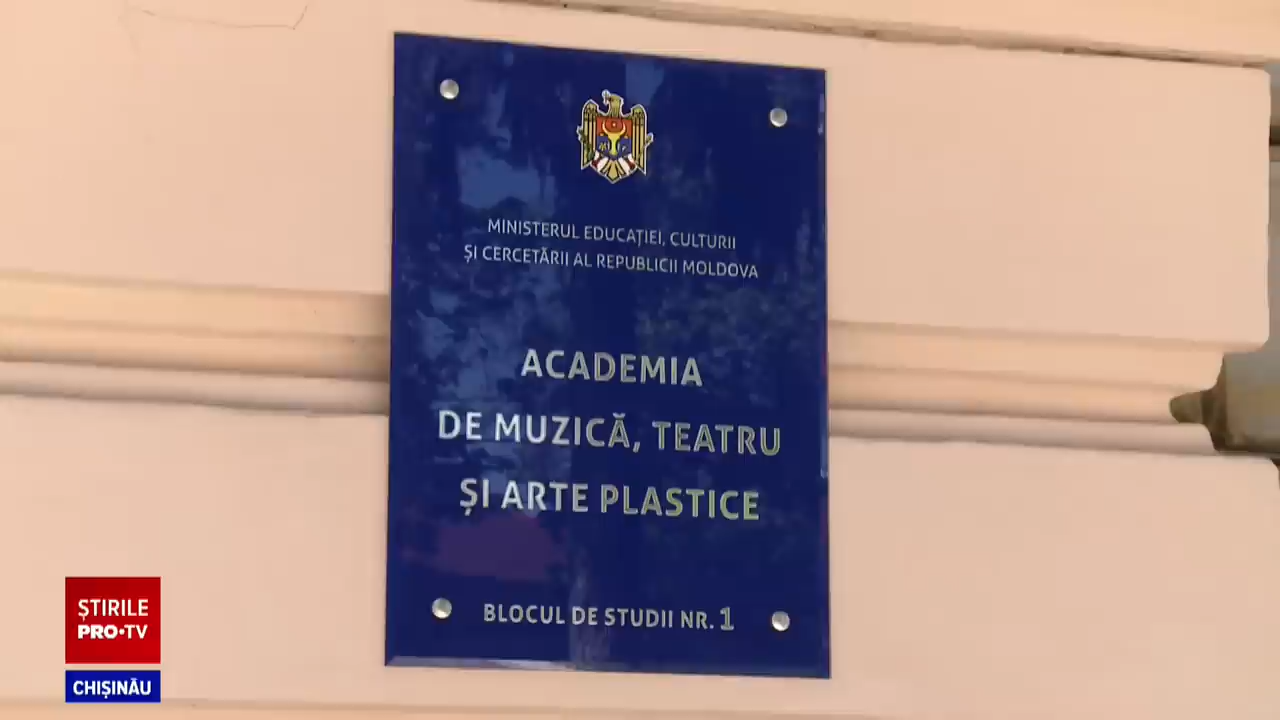 MINISTERUL EDUCAȚIEI, CULTURII
ȘI CERCETĂRII AL REPUBLICII MOLDOVA
ACADEMIA
DE MUZICĂ, TEATRU
ȘI ARTE PLASTICE
BLOCUL DE STUDII NR. 1
ȘTIRILE
PRO•TV
CHIȘINĂU